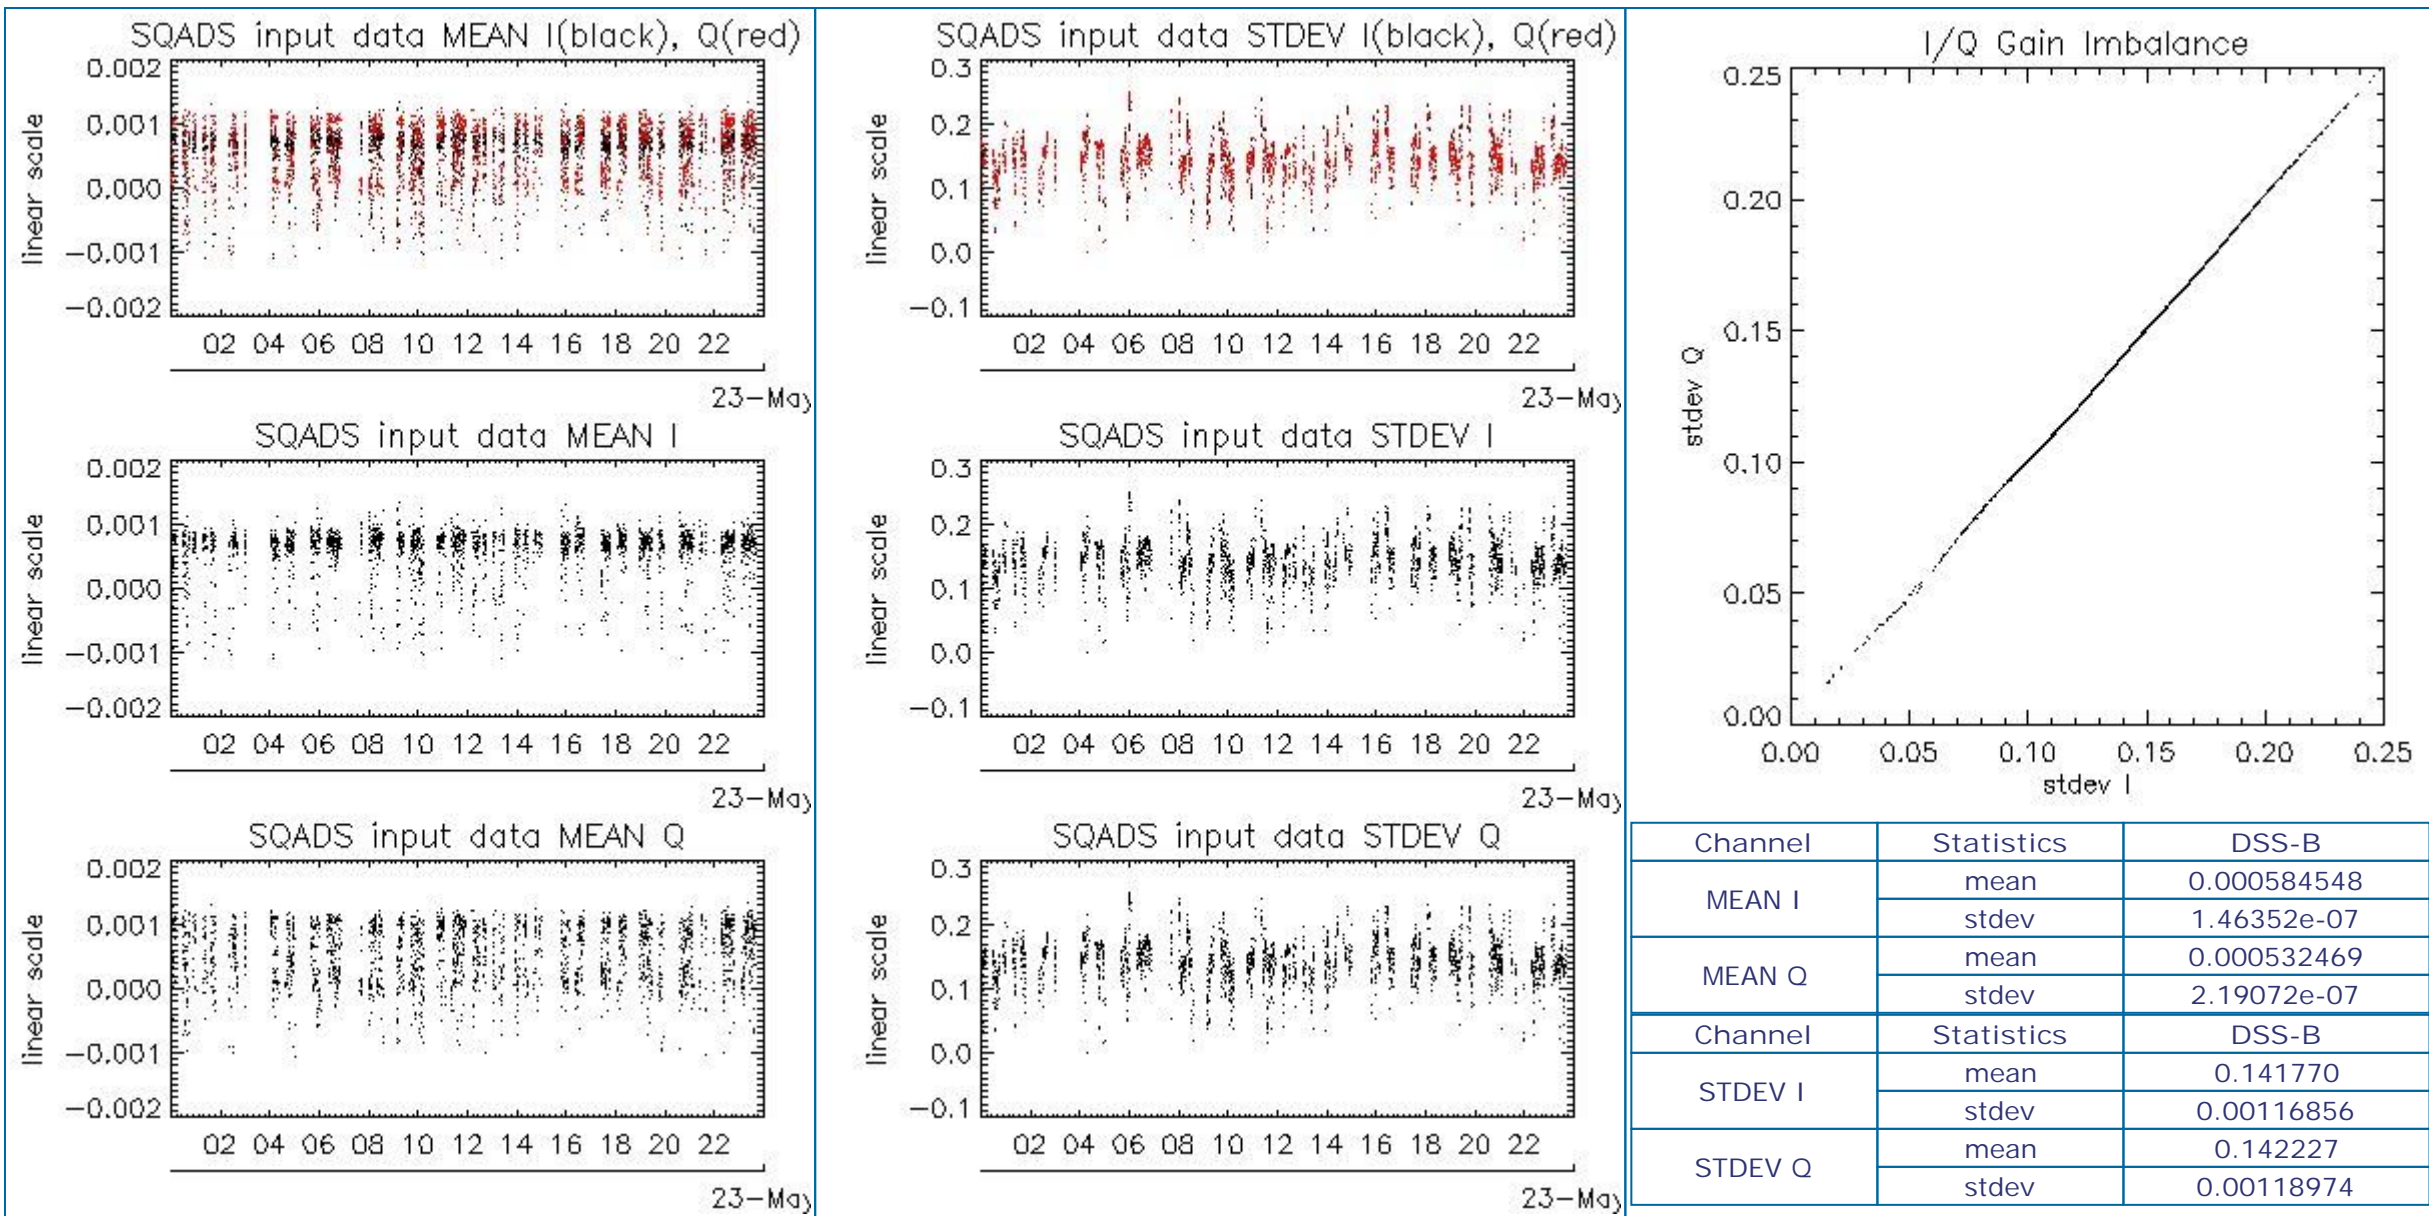 SQADS input data MEAN I(black), Q(red)
0.002
0.001
0.000
-0.001
-0.002
linear scale
02 04 06 08 10 12 14 16 18 20 22
23-May
SQADS input data MEAN I
0.002
0.001
0.000
-0.001
-0.002
linear scale
02 04 06 08 10 12 14 16 18 20 22
23-May
SQADS input data MEAN Q
0.002
0.001
0.000
-0.001
-0.002
linear scale
02 04 06 08 10 12 14 16 18 20 22
23-May
SQADS input data STDEV I(black), Q(red)
0.3
0.2
0.1
0.0
-0.1
linear scale
02 04 06 08 10 12 14 16 18 20 22
23-May
SQADS input data STDEV I
0.3
0.2
0.1
0.0
-0.1
linear scale
02 04 06 08 10 12 14 16 18 20 22
23-May
SQADS input data STDEV Q
0.3
0.2
0.1
0.0
-0.1
linear scale
02 04 06 08 10 12 14 16 18 20 22
23-May
I/Q Gain Imbalance
0.25
0.20
0.15
0.10
0.05
0.00
stdev Q
0.00 0.05 0.10 0.15 0.20 0.25
stdev I
Channel Statistics DSS-B
MEAN I mean 0.000584548
stdev 1.46352e-07
MEAN Q mean 0.000532469
stdev 2.19072e-07
Channel Statistics DSS-B
STDEV I mean 0.141770
stdev 0.00116856
STDEV Q mean 0.142227
stdev 0.00118974